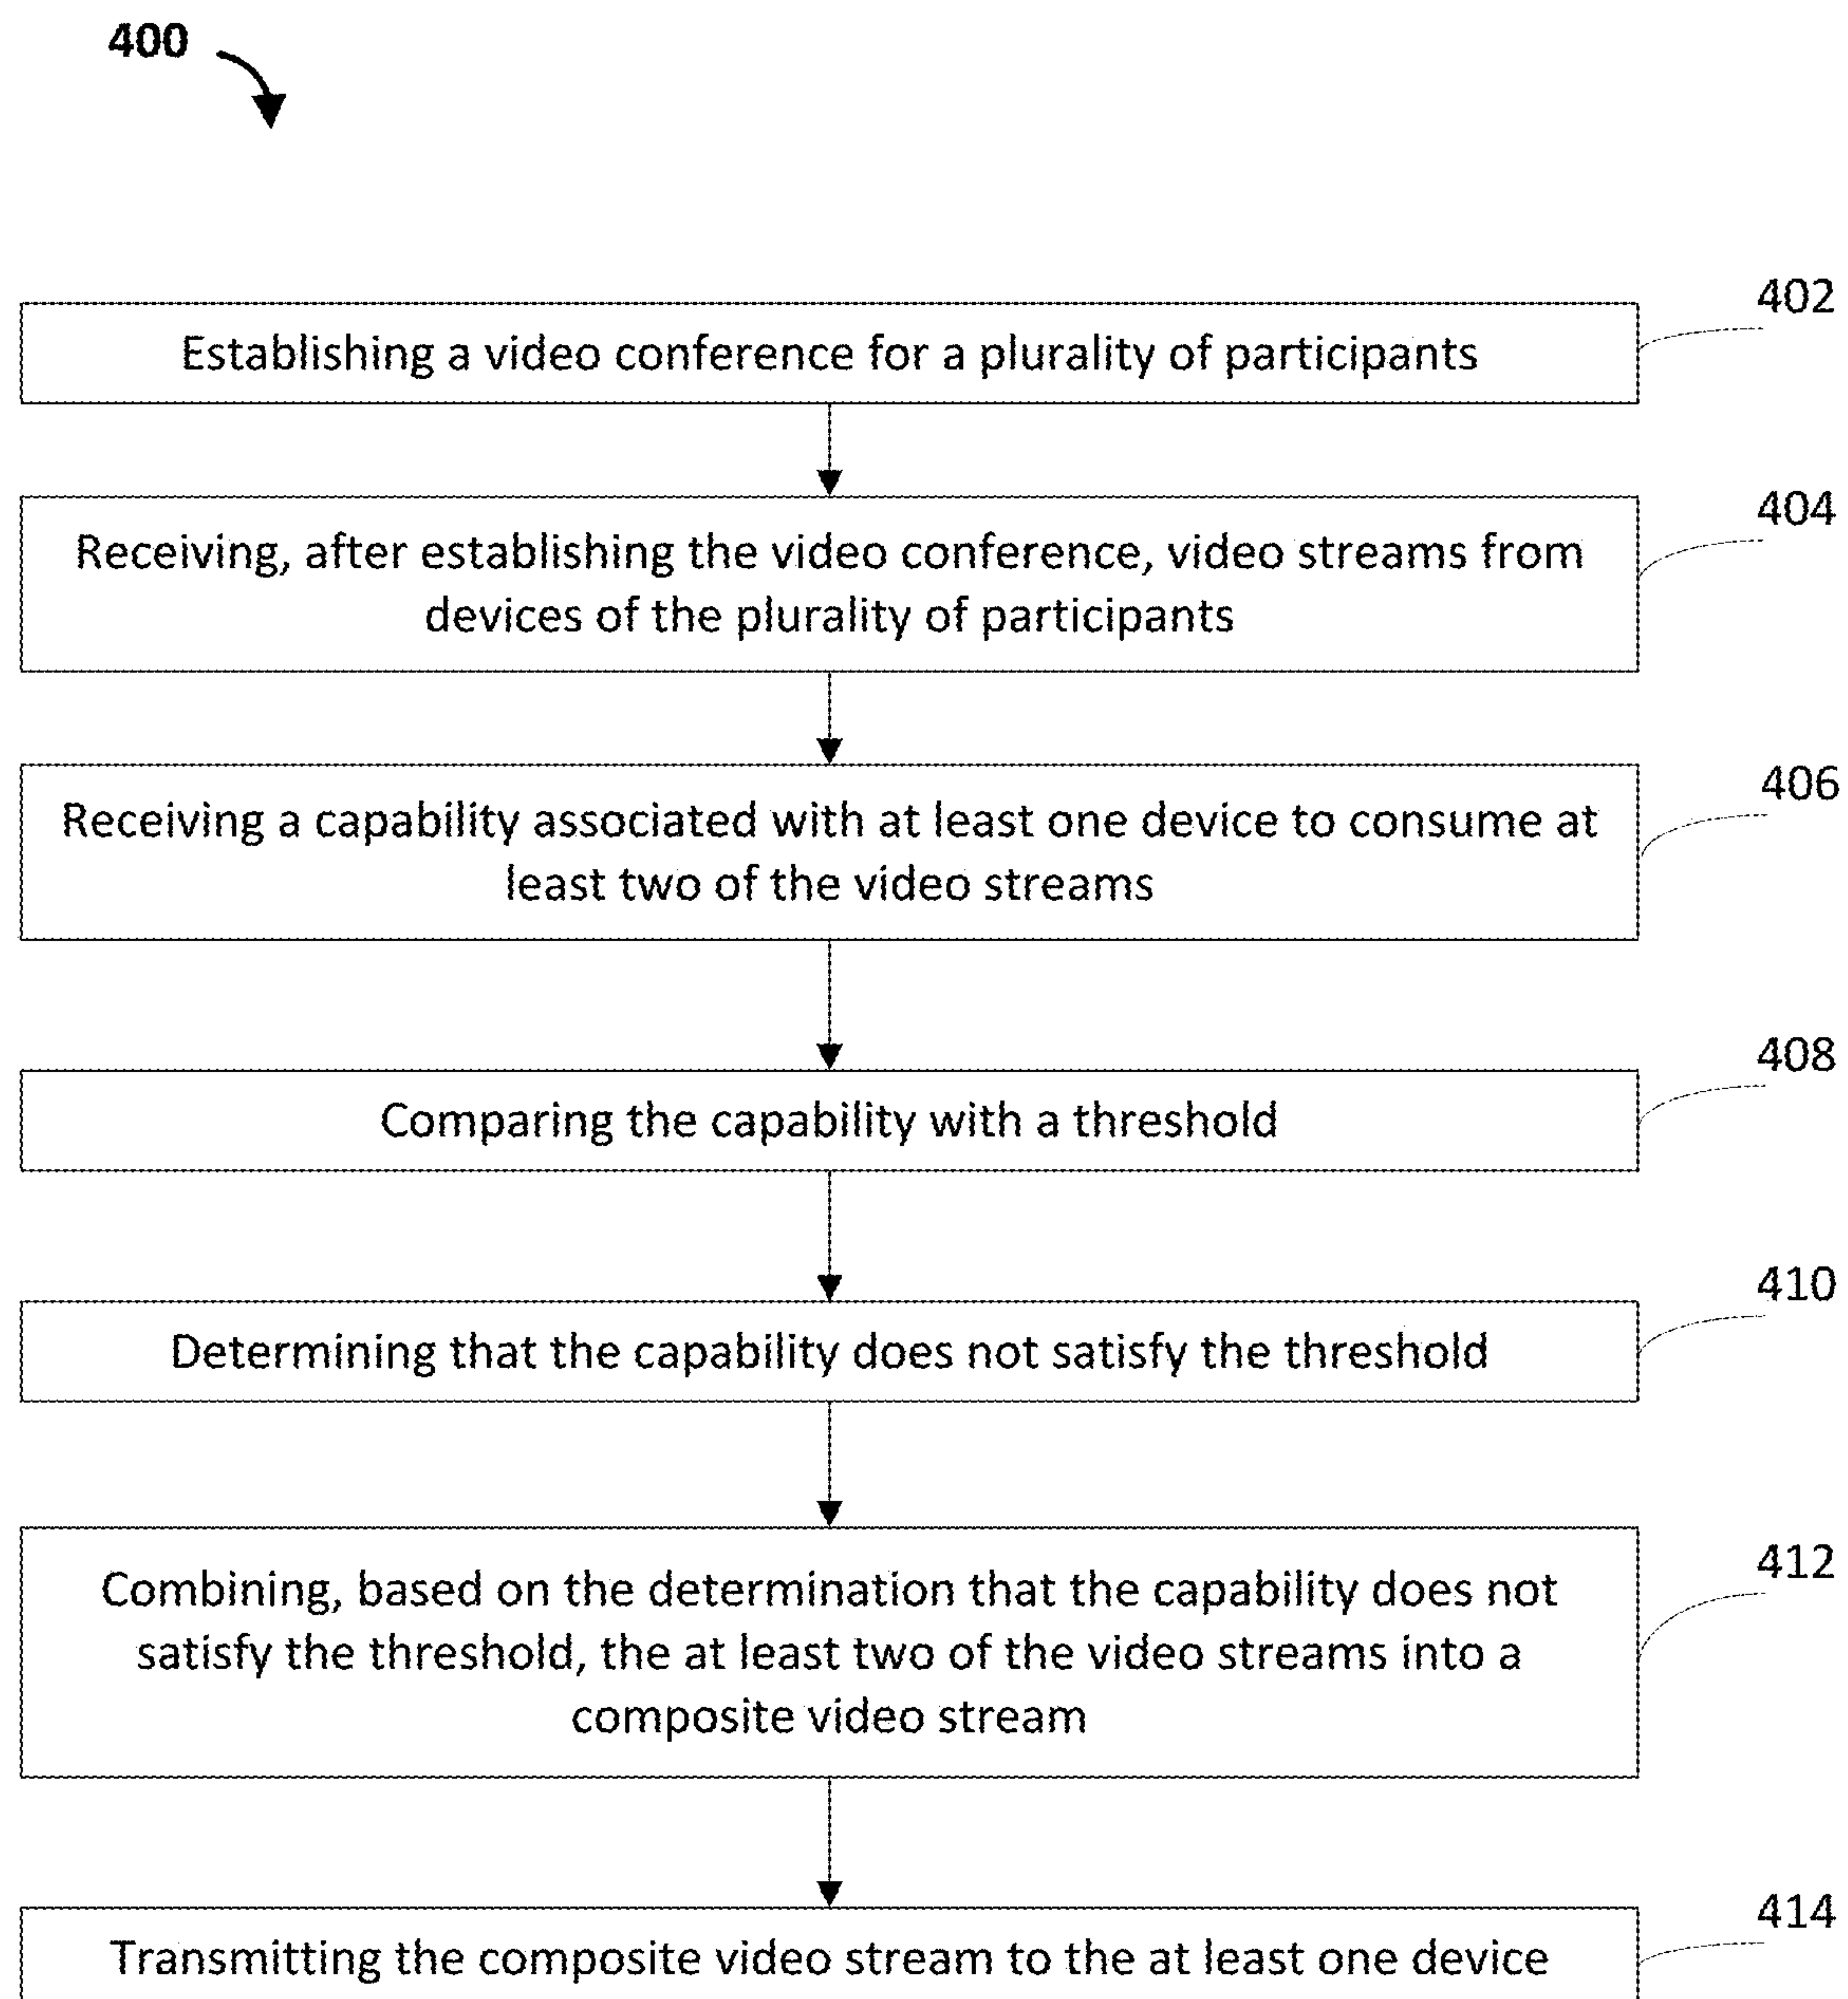 400
402
Establishing a video conference for a plurality of participants
404
Receiving, after establishing the video conference, video streams from
devices of the plurality of participants
406
Receiving a capability associated with at least one device to consume at
least two of the video streams
408
Comparing the capability with a threshold
410
Determining that the capability does not satisfy the threshold
412
Combining, based on the determination that the capability does not
satisfy the threshold, the at least two of the video streams into a
composite video stream
414
Transmitting the composite video stream to the at least one device